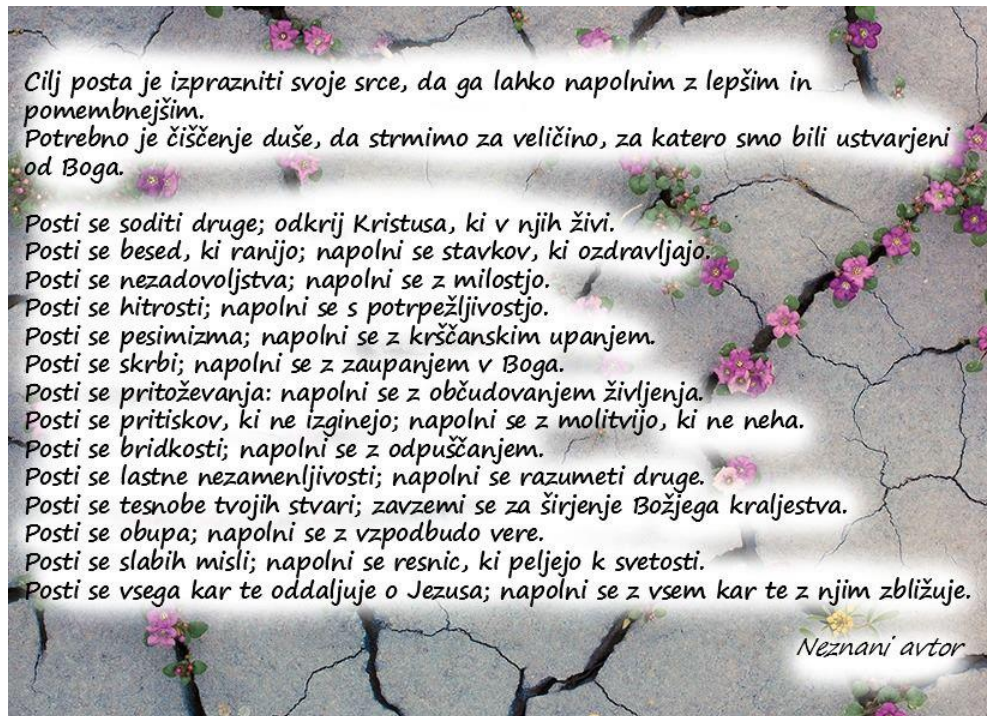 Cilj posta je izprazniti svoje srce, da ga lahko napolnim z lepšim in
pomembnejšim.
Potrebno je čiščenje duše, da strmimo za veličino, za katero smo bili ustvarjeni
od Boga.
Posti se soditi druge; odkrij Kristusa, ki v njih živi.
Posti se besed, ki ranijo; napolni se stavkov, ki ozdravljajo.
Posti se nezadovoljstva; napolni se z milostjo.
Posti se hitrosti; napolni se s potrpežljivostjo.
Posti se pesimizma; napolni se z krščanskim upanjem.
Posti se skrbi; napolni se z zaupanjem v Boga.
Posti se pritoževanja: napolni se z občudovanjem življenja.
Posti se pritiskov, ki ne izginejo; napolni se z molitvijo, ki ne neha.
Posti se bridkosti; napolni se z odpuščanjem.
Posti se lastne nezamenljivosti; napolni se razumeti druge.
Posti se tesnobe tvojih stvari; zavzemi se za širjenje Božjega kraljestva.
Posti se obupa; napolni se z vzpodbudo vere.
Posti se slabih misli; napolni se resnic, ki peljejo k svetosti.
Posti se vsega kar te oddaljuje o Jezusa; napolni se z vsem kar te z njim zbližuje.
Neznani avtor